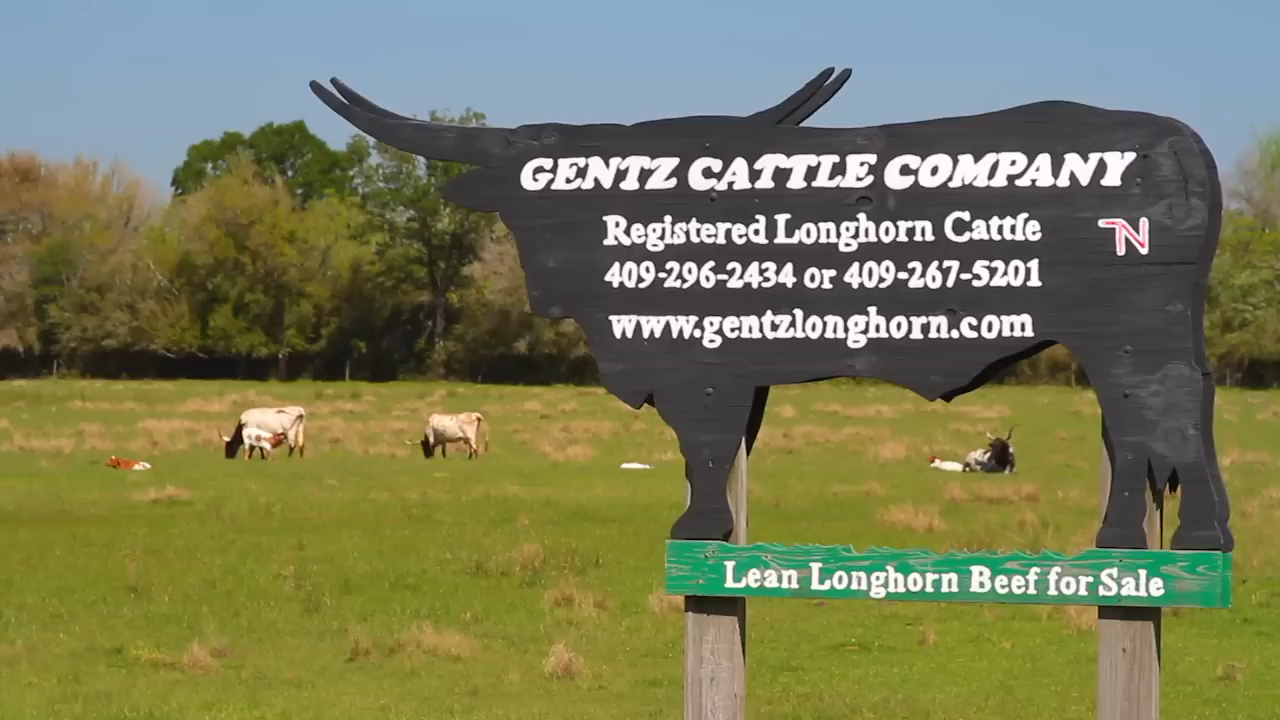 GENTZ CATTLE COMPANY
Registered Longhorn Cattle
409-296-2434 or 409-267-5201
www.gentzlonghorn.com
Lean Longhorn Beef for Sale